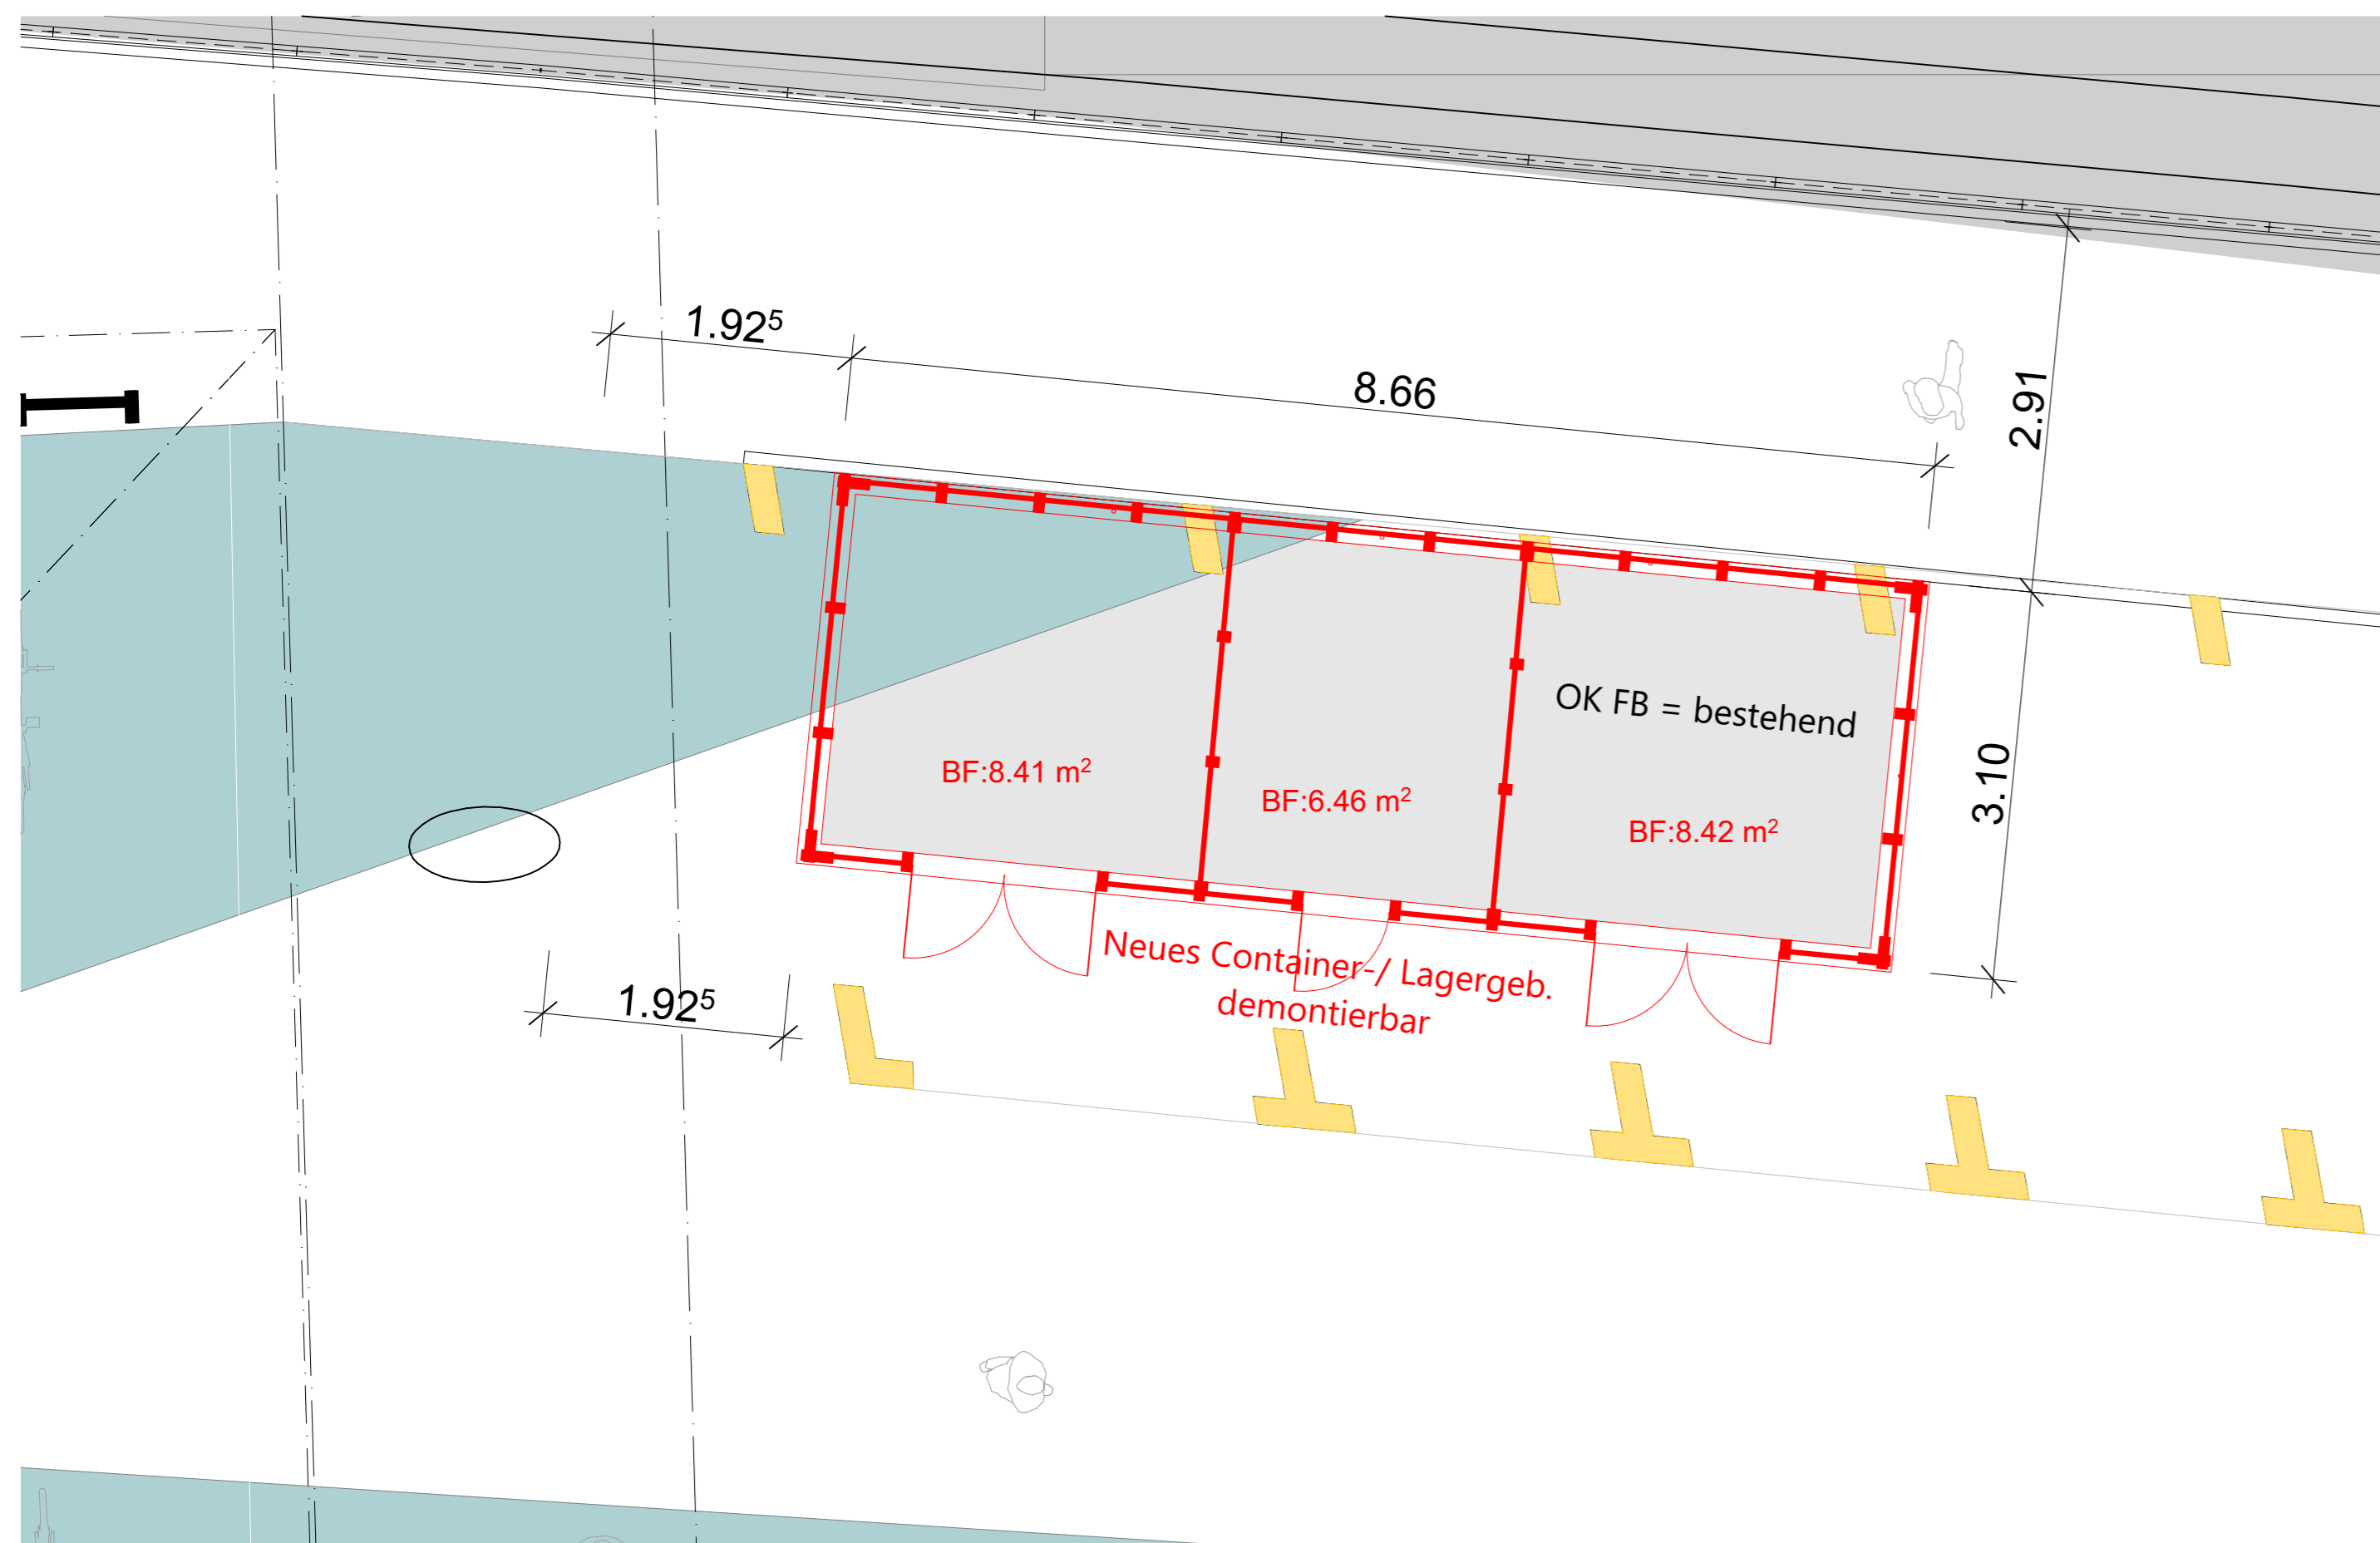 1.92⁵
8.66
2.91
OK FB = bestehend
BF:8.41 m²
BF:6.46 m²
BF:8.42 m²
3.10
Neues Container-/ Lagergeb.
demontierbar
1.92⁵